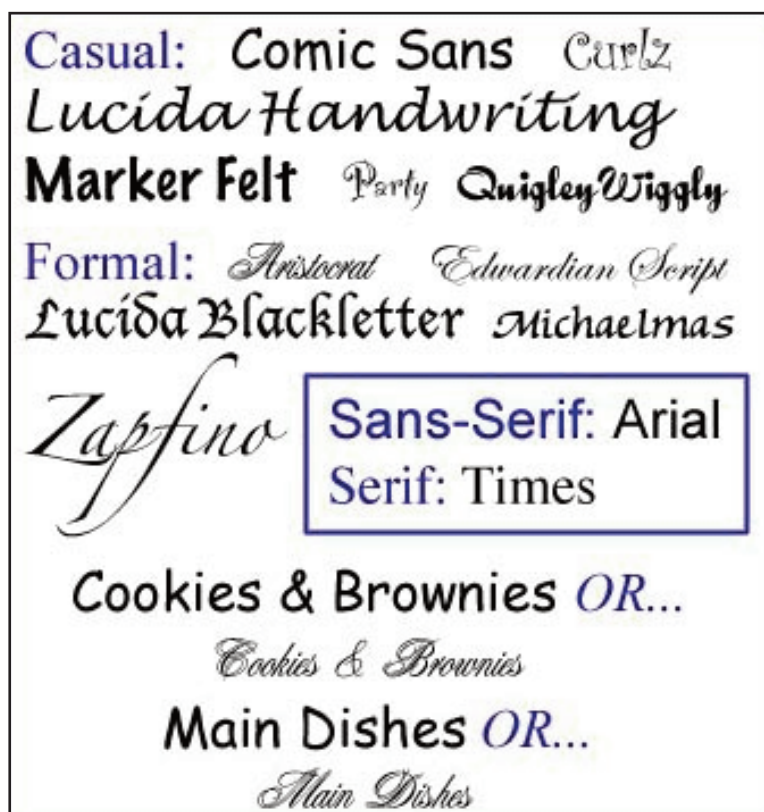 Casual: Comic Sans Curlz
Lucida Handwriting
Marker Felt Party QuigleyWiggly
Formal: Aristocrat Edwardian Script
Lucida Blackletter Michaelmas
Zapfino
Sans-Serif: Arial
Serif: Times
Cookies & Brownies OR...
Cookies & Brownies
Main Dishes OR...
Main Dishes